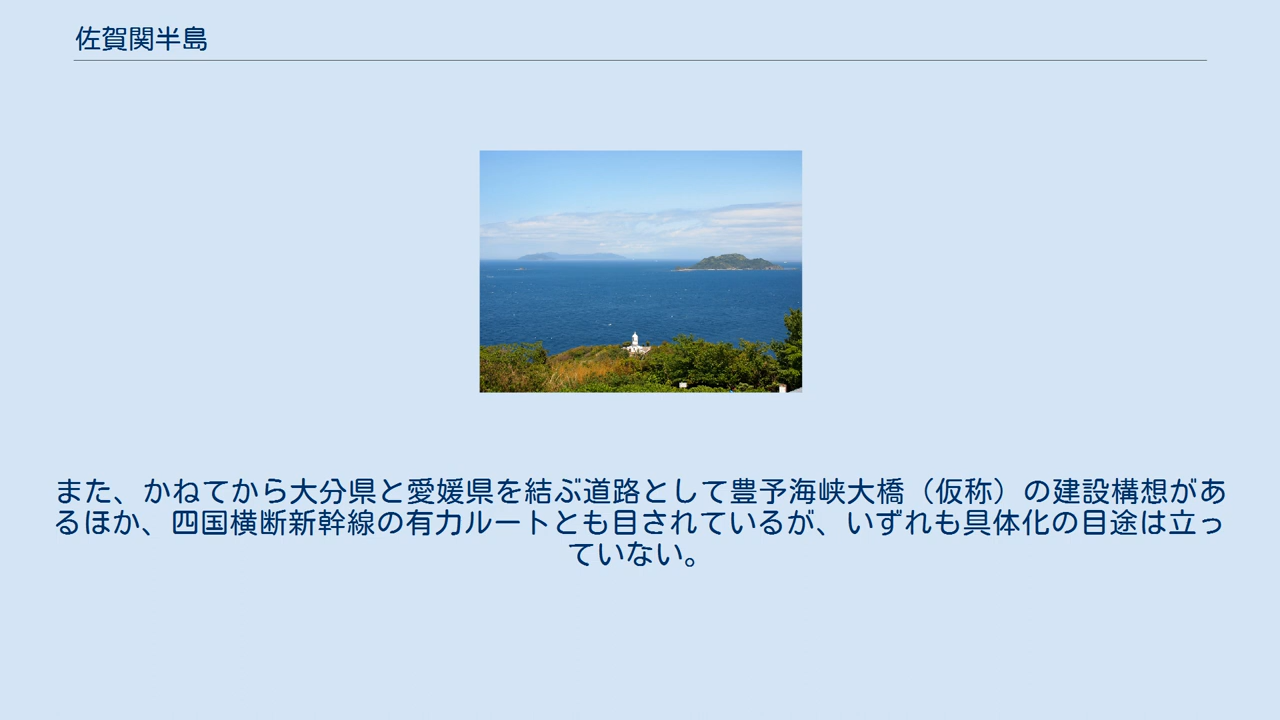 佐賀関半島
また、かねてから大分県と愛媛県を結ぶ道路として豊予海峡大橋（仮称）の建設構想があ
るほか、四国横断新幹線の有力ルートとも目されているが、いずれも具体化の目途は立っ
ていない。